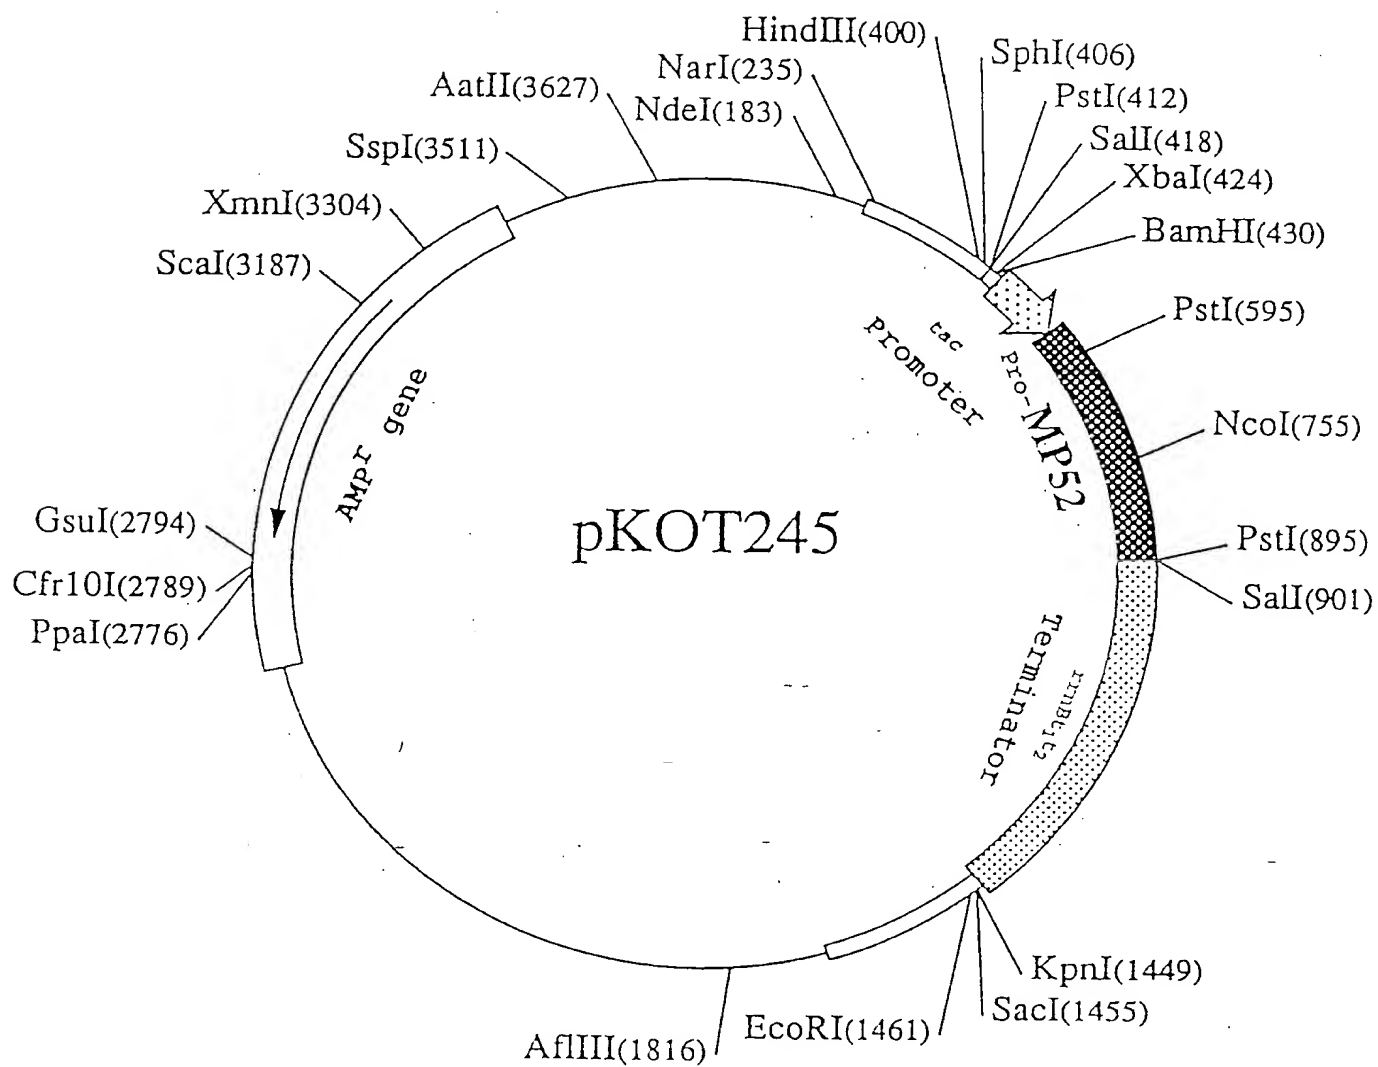 HindIII(400)
SphI(406)
NarI(235)
PstI(412)
AatII(3627)
NdeI(183)
SalI(418)
SspI(3511)
XbaI(424)
XmnI(3304)
BamHI(430)
ScaI(3187)
PstI(595)
tac
promoter
Pro-MP52
AMPr gene
NcoI(755)
GsuI(2794)
pKOT245
PstI(895)
Cfr10I(2789)
SalI(901)
PpaI(2776)
Terminator
rrnBt1t2
KpnI(1449)
SacI(1455)
EcoRI(1461)
AflIII(1816)